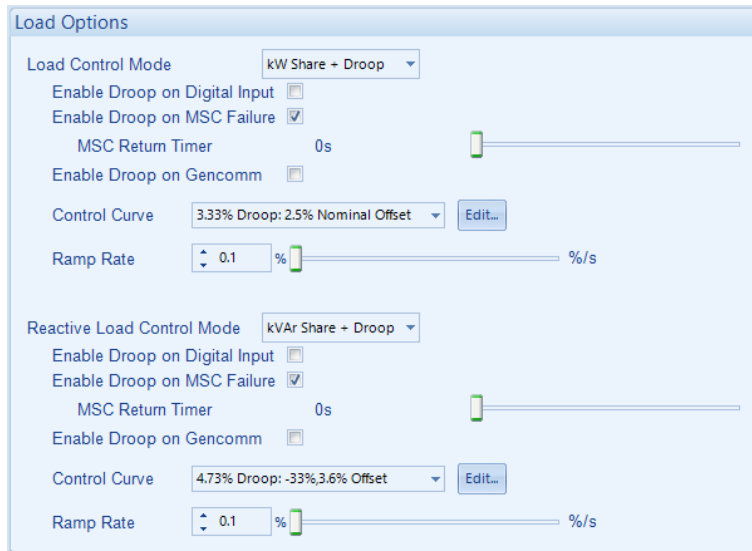 Load Options
Load Control Mode kW Share + Droop
Enable Droop on Digital Input
Enable Droop on MSC Failure
MSC Return Timer 0s
Enable Droop on Gencomm
Control Curve 3.33% Droop: 2.5% Nominal Offset Edit...
Ramp Rate 0.1 % %/s
Reactive Load Control Mode kVAr Share + Droop
Enable Droop on Digital Input
Enable Droop on MSC Failure
MSC Return Timer 0s
Enable Droop on Gencomm
Control Curve 4.73% Droop: -33%,3.6% Offset Edit...
Ramp Rate 0.1 % %/s